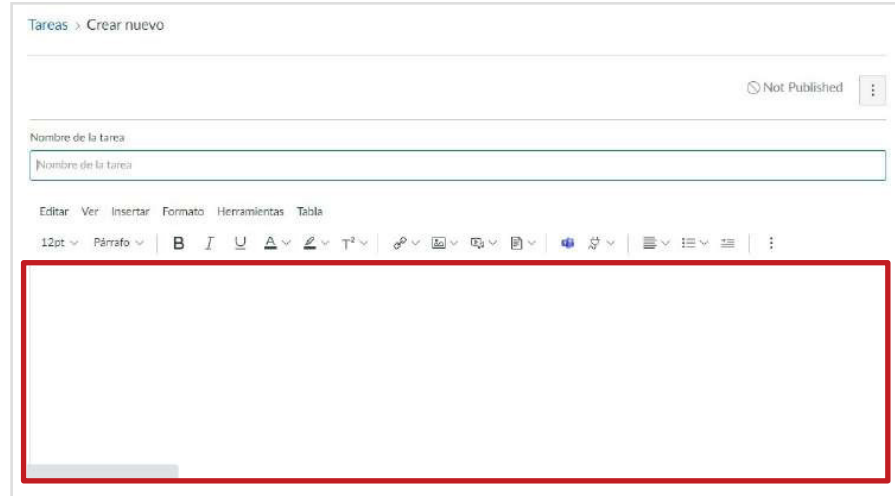 Tareas > Crear nuevo
Not Published
Nombre de la tarea
Nombre de la tarea
Editar Ver Insertar Formato Herramientas Tabla
12pt Párrafo B I U A T²